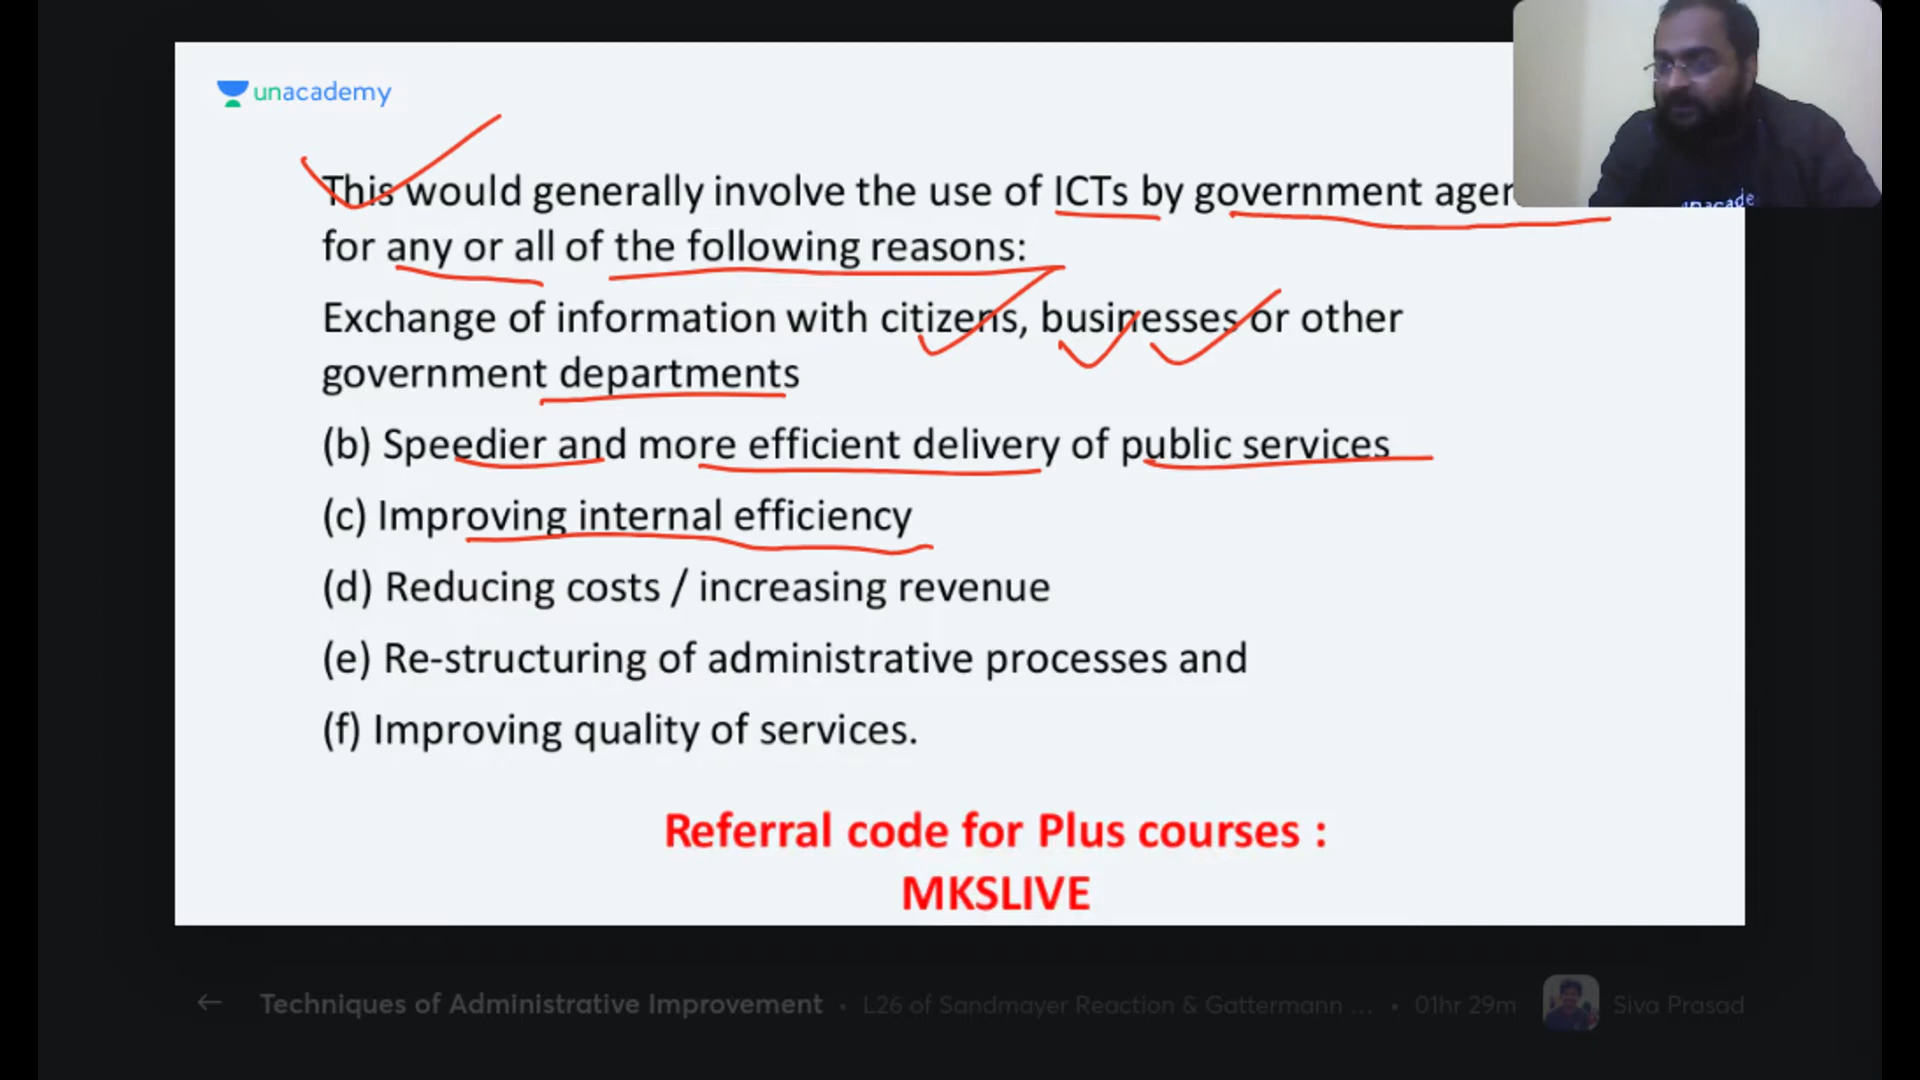 unacademy
This would generally involve the use of ICTs by government agen
for any or all of the following reasons:
Exchange of information with citizens, businesses or other
government departments
(b) Speedier and more efficient delivery of public services
(c) Improving internal efficiency
(d) Reducing costs / increasing revenue
(e) Re-structuring of administrative processes and
(f) Improving quality of services.
Referral code for Plus courses :
MKSLIVE
Techniques of Administrative Improvement • L26 of Sandmayer Reaction & Gattermann ... • 01hr 29m Siva Prasad